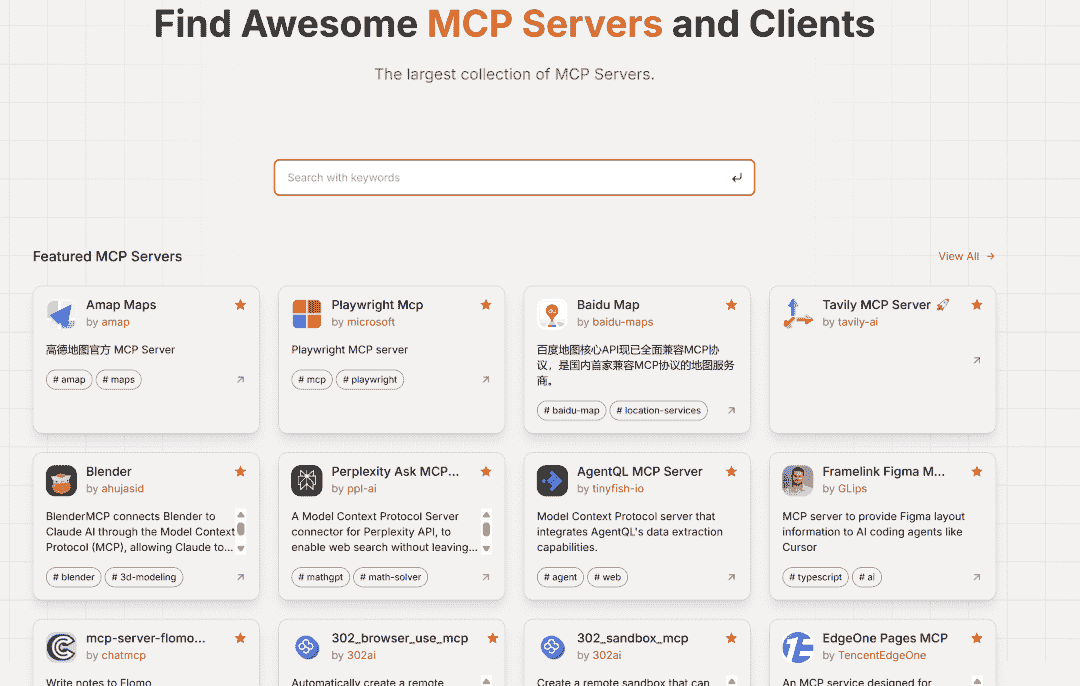 Find Awesome MCP Servers and Clients
The largest collection of MCP Servers.
Search with keywords
Featured MCP Servers
View All →
Amap Maps
by amap
高德地图官方 MCP Server
# amap
# maps
Playwright Mcp
by microsoft
Playwright MCP server
# mcp
# playwright
Baidu Map
by baidu-maps
百度地图核心API现已全面兼容MCP协
议，是国内首家兼容MCP协议的地图服务
商。
# baidu-map
# location-services
Tavily MCP Server 🚀
by tavily-ai
Blender
by ahujasid
BlenderMCP connects Blender to
Claude AI through the Model Context
Protocol (MCP), allowing Claude to...
# blender
# 3d-modeling
Perplexity Ask MCP...
by ppl-ai
A Model Context Protocol Server
connector for Perplexity API, to
enable web search without leaving...
# mathgpt
# math-solver
AgentQL MCP Server
by tinyfish-io
Model Context Protocol server that
integrates AgentQL's data extraction
capabilities.
# agent
# web
Framelink Figma M...
by GLips
MCP server to provide Figma layout
information to AI coding agents like
Cursor
# typescript
# ai
mcp-server-flomo...
by chatmcp
Write notes to Flomo
302_browser_use_mcp
by 302ai
Automatically create a remote
302_sandbox_mcp
by 302ai
Create a remote sandbox that can
EdgeOne Pages MCP
by TencentEdgeOne
An MCP service designed for